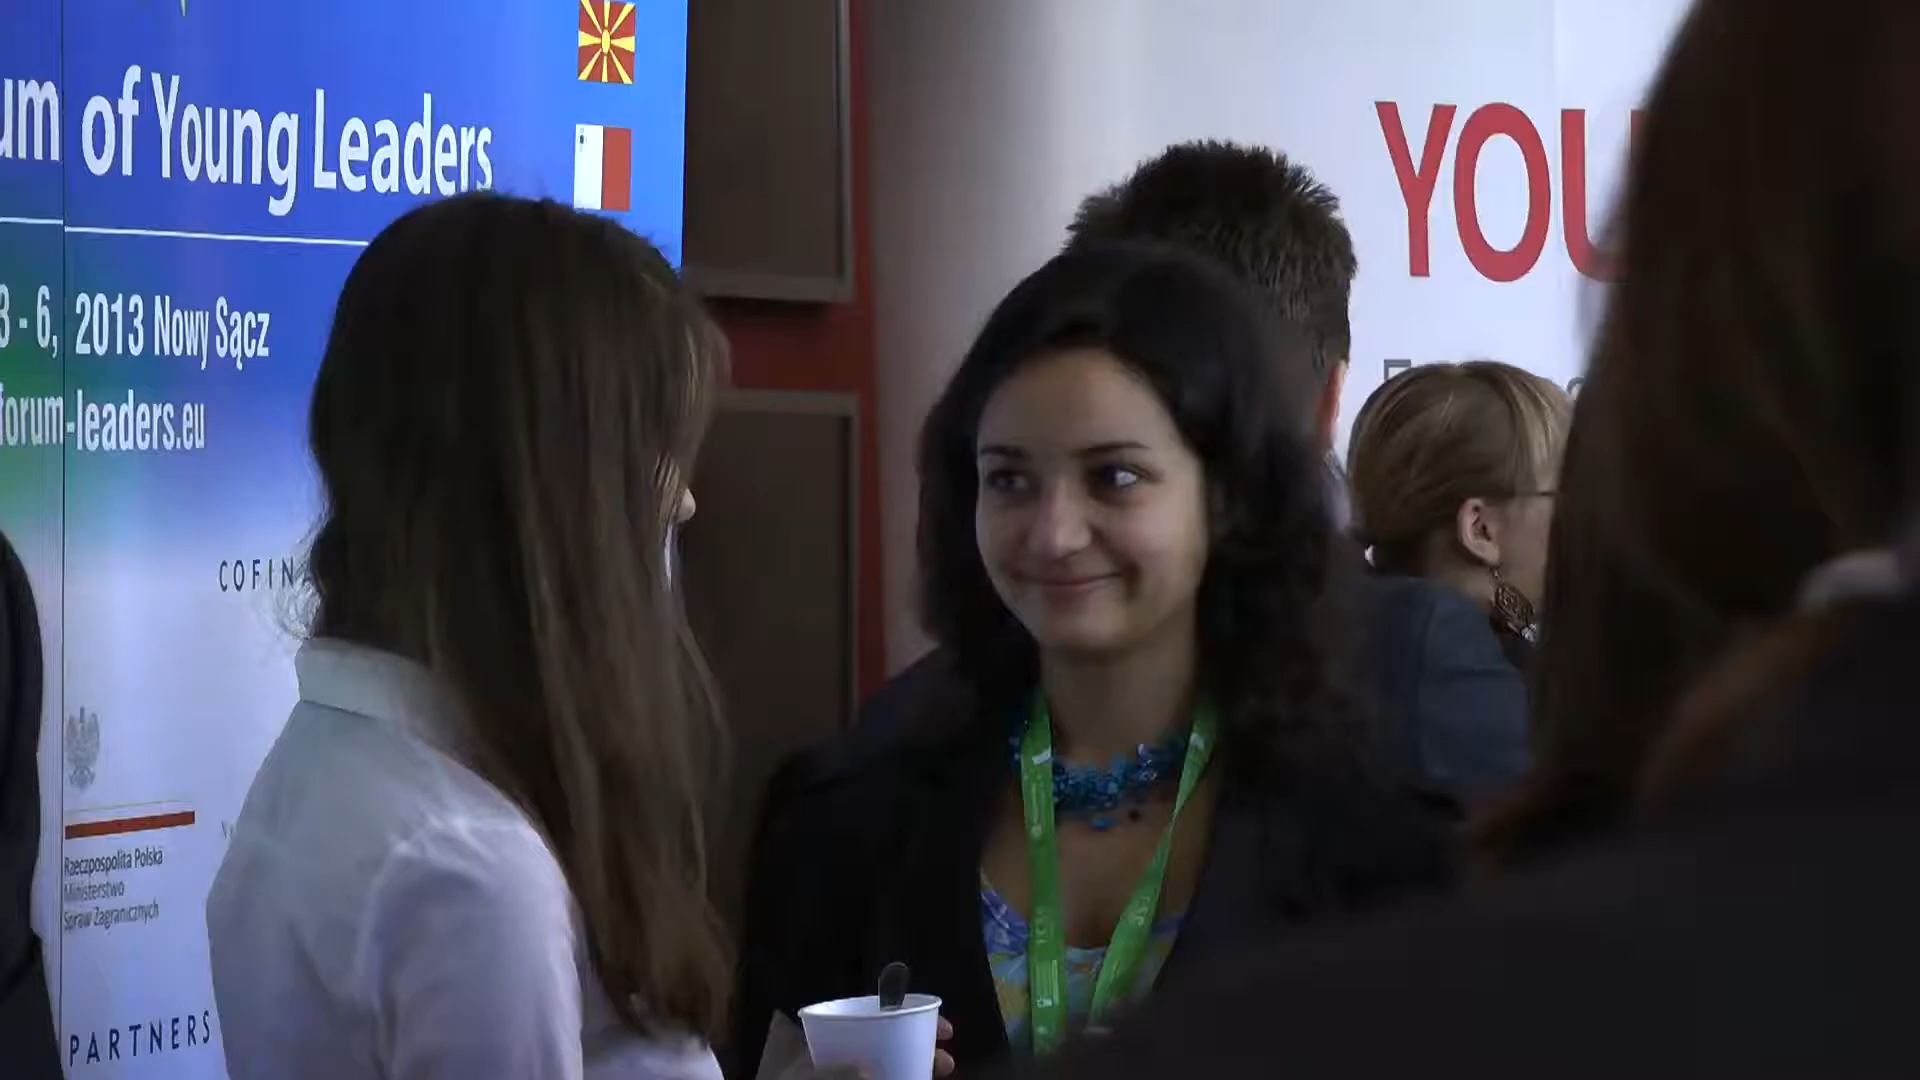 um of Young Leaders
3 - 6, 2013 Nowy Sącz
forum-leaders.eu
COFIN
Rzeczpospolita Polska
Ministerstwo
Spraw Zagranicznych
PARTNERS
YOU